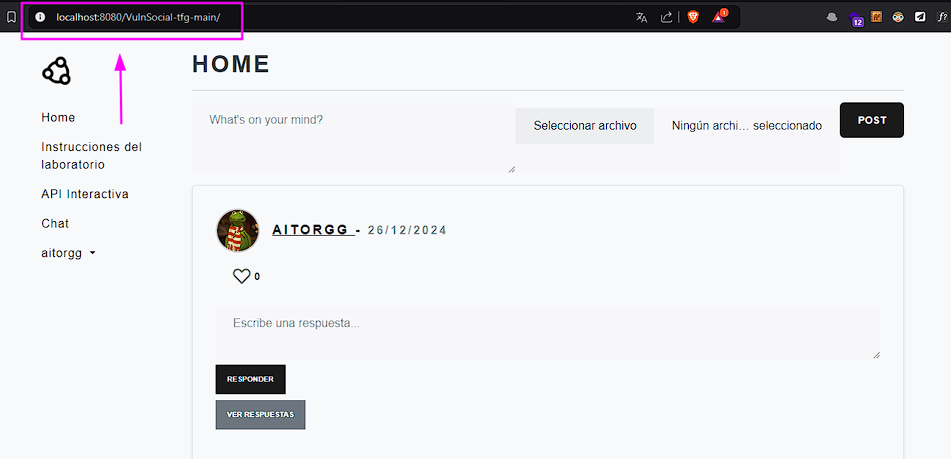 localhost:8080/VulnSocial-tfg-main/
1
12
f?
HOME
Home
Instrucciones del
laboratorio
API Interactiva
Chat
aitorgg
What's on your mind?
Seleccionar archivo
Ningún archi... seleccionado
POST
AITORGG - 26/12/2024
0
Escribe una respuesta...
RESPONDER
VER RESPUESTAS